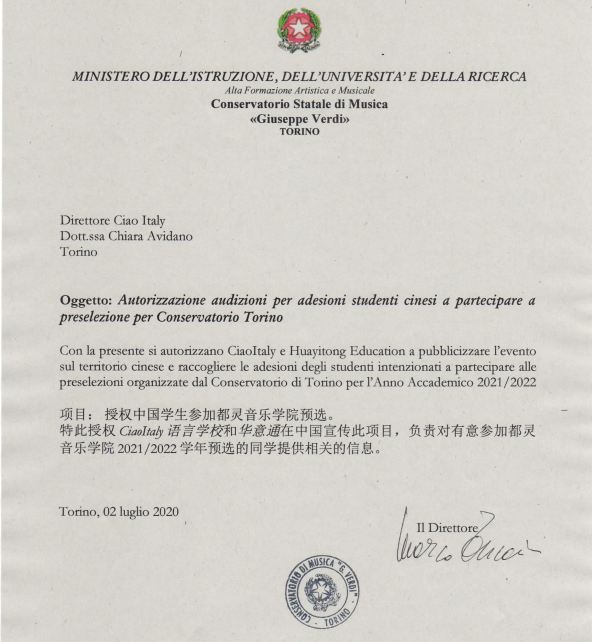 MINISTERO DELL'ISTRUZIONE, DELL'UNIVERSITA' E DELLA RICERCA
Alta Formazione Artistica e Musicale
Conservatorio Statale di Musica
«Giuseppe Verdi»
TORINO
Direttore Ciao Italy
Dott.ssa Chiara Avidano
Torino
Oggetto: Autorizzazione audizioni per adesioni studenti cinesi a partecipare a
preselezione per Conservatorio Torino
Con la presente si autorizzano CiaoItaly e Huayitong Education a pubblicizzare l'evento
sul territorio cinese e raccogliere le adesioni degli studenti intenzionati a partecipare alle
preselezioni organizzate dal Conservatorio di Torino per l'Anno Accademico 2021/2022
项目： 授权中国学生参加都灵音乐学院预选。
特此授权 CiaoItaly 语言学校和华意通在中国宣传此项目，负责对有意参加都灵
音乐学院 2021/2022 学年预选的同学提供相关的信息。
Torino, 02 luglio 2020
Il Direttore
Marco
CONSERVATORIO DI MUSICA "G. VERDI"
- TORINO -